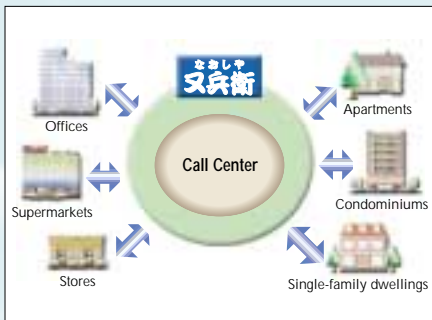 なおしや
又兵衛
Offices
Apartments
Call Center
Supermarkets
Condominiums
Stores
Single-family dwellings